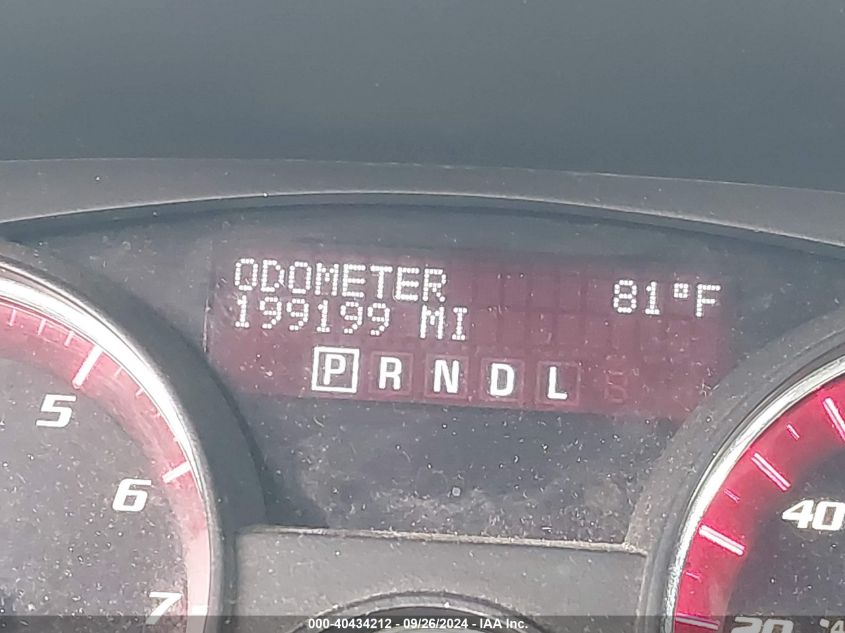 ODOMETER 81°F
199199 MI
P R N D L
5
6
7
40
20
000-40434212 - 09/26/2024 - IAA Inc.